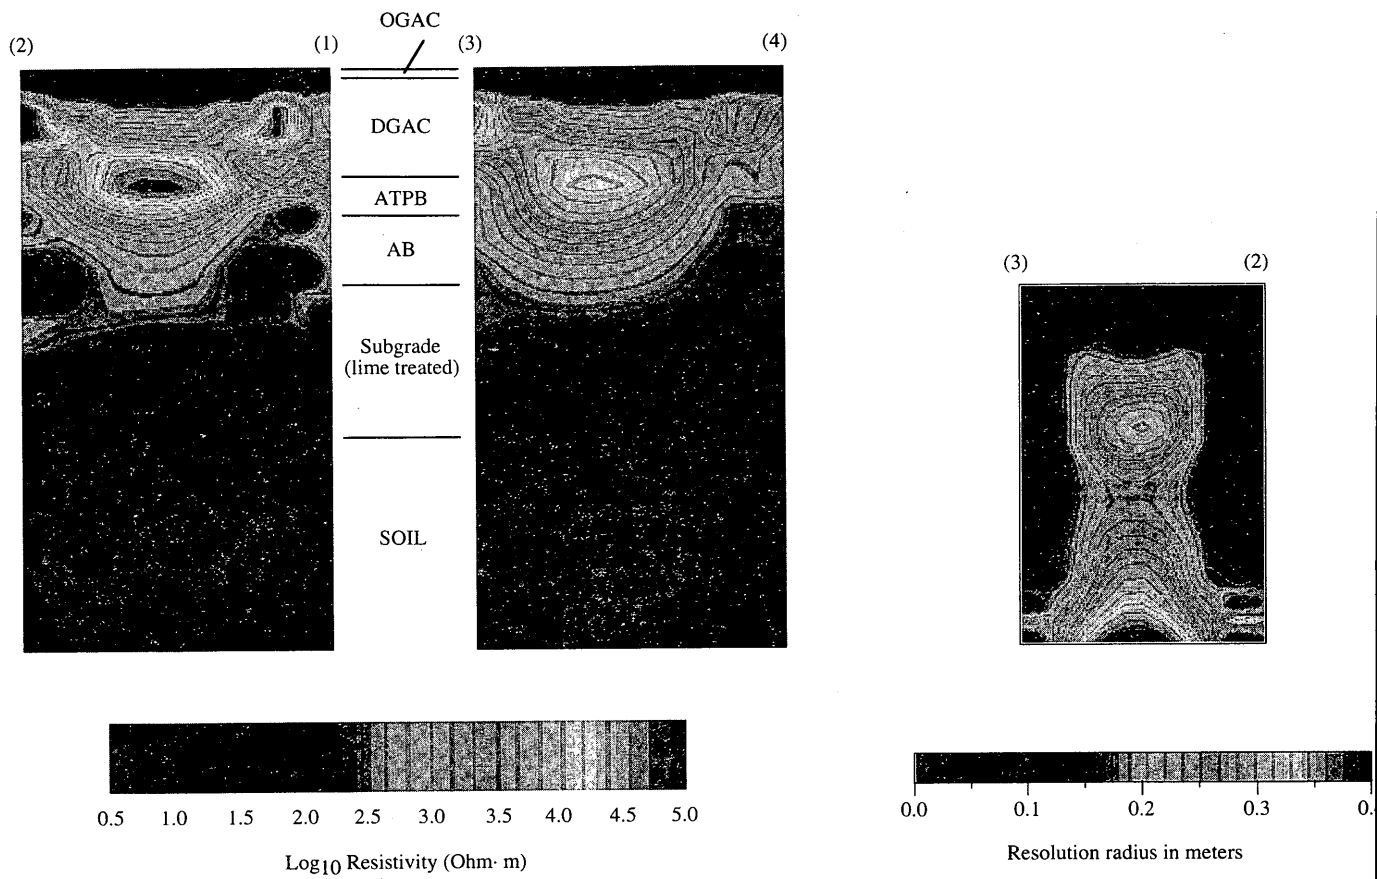 OGAC
(2)
(1)
(3)
(4)
DGAC
ATPB
AB
Subgrade
(lime treated)
SOIL
(3)
(2)
0.5 1.0 1.5 2.0 2.5 3.0 3.5 4.0 4.5 5.0
Log10 Resistivity (Ohm· m)
0.0 0.1 0.2 0.3
Resolution radius in meters